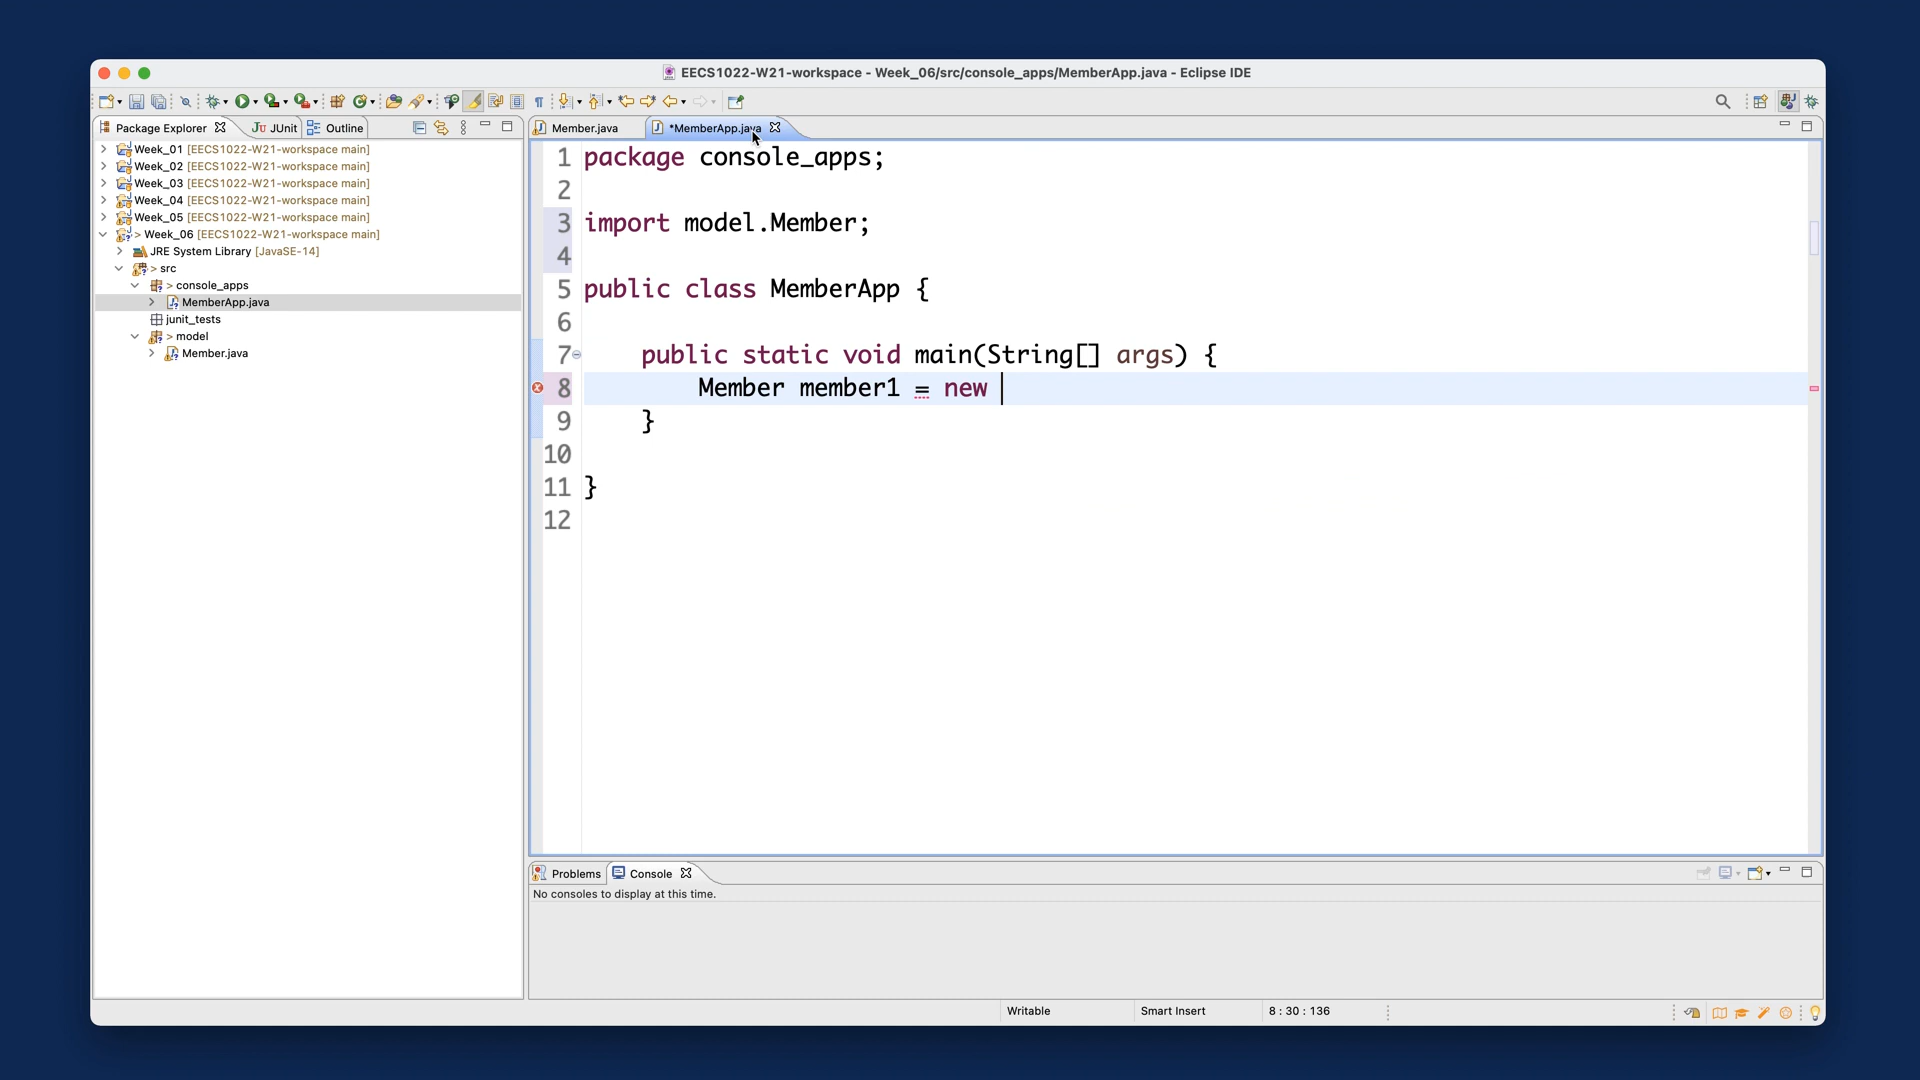 EECS1022-W21-workspace - Week_06/src/console_apps/MemberApp.java - Eclipse IDE
Package Explorer
JUnit
Outline
Week_01 [EECS1022-W21-workspace main]
Week_02 [EECS1022-W21-workspace main]
Week_03 [EECS1022-W21-workspace main]
Week_04 [EECS1022-W21-workspace main]
Week_05 [EECS1022-W21-workspace main]
> Week_06 [EECS1022-W21-workspace main]
JRE System Library [JavaSE-14]
> src
> console_apps
MemberApp.java
junit_tests
> model
Member.java
Member.java
*MemberApp.java
1 package console_apps;
2
3 import model.Member;
4
5 public class MemberApp {
6
7 public static void main(String[] args) {
8 Member member1 = new
9 }
10
11 }
12
Problems
Console
No consoles to display at this time.
Writable
Smart Insert
8 : 30 : 136